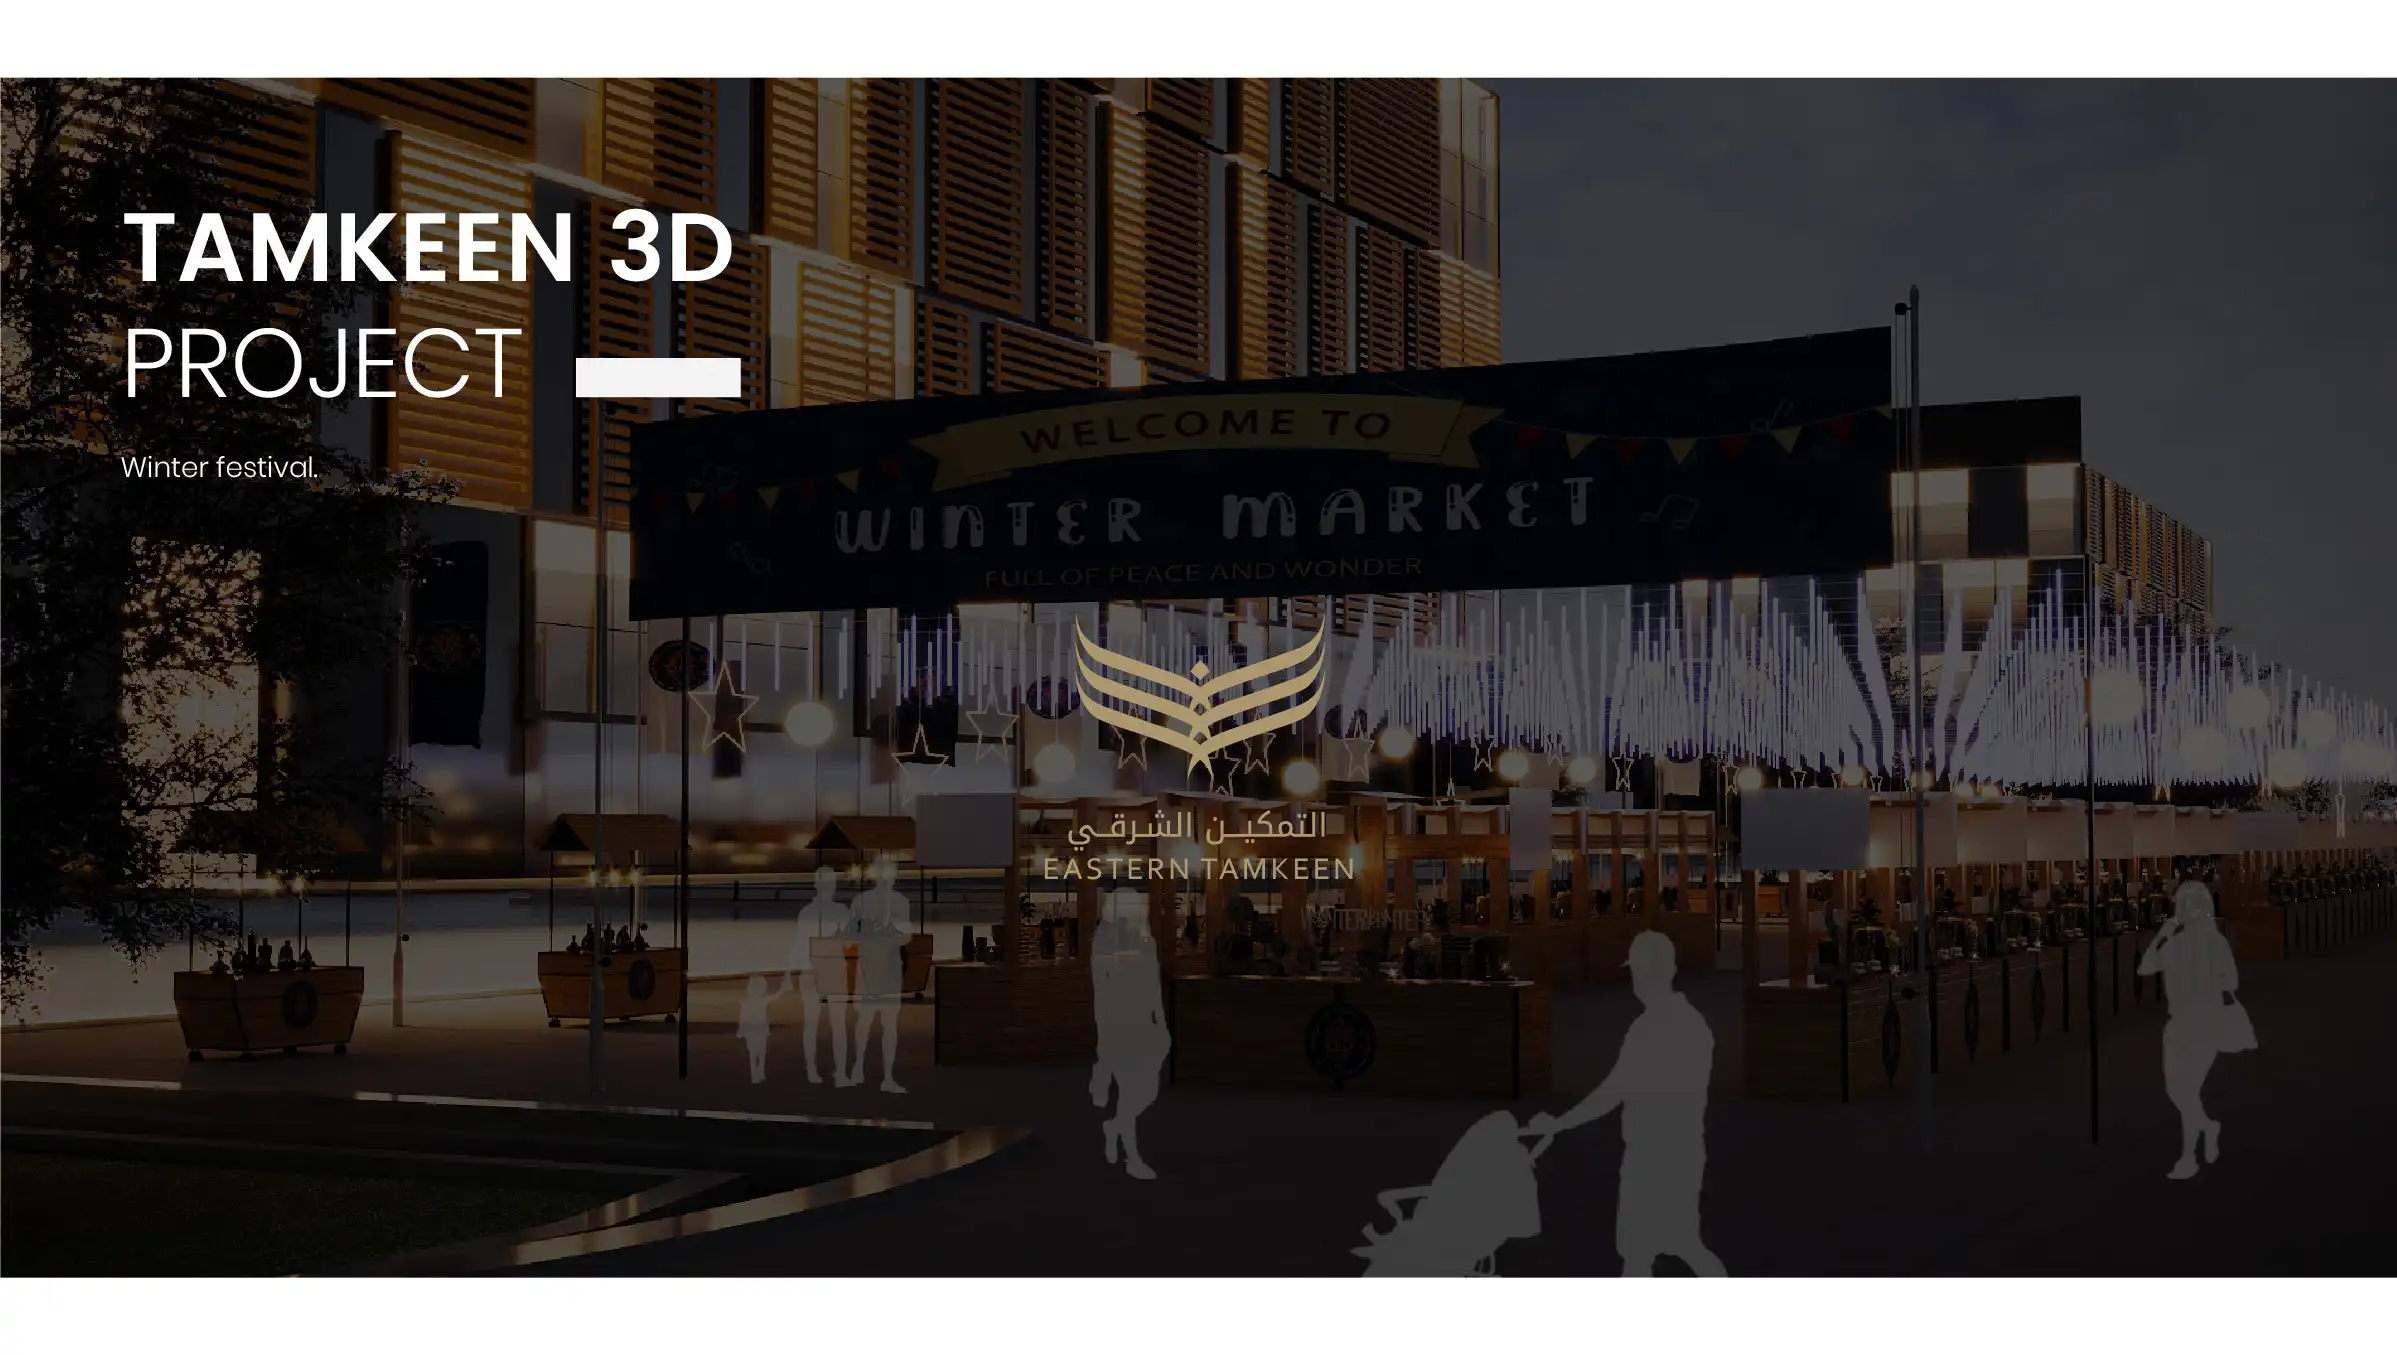 TAMKEEN 3D
PROJECT
Winter festival.
WELCOME TO
WINTER MARKET
FULL OF PEACE AND WONDER
التمكين الشرقي
EASTERN TAMKEEN